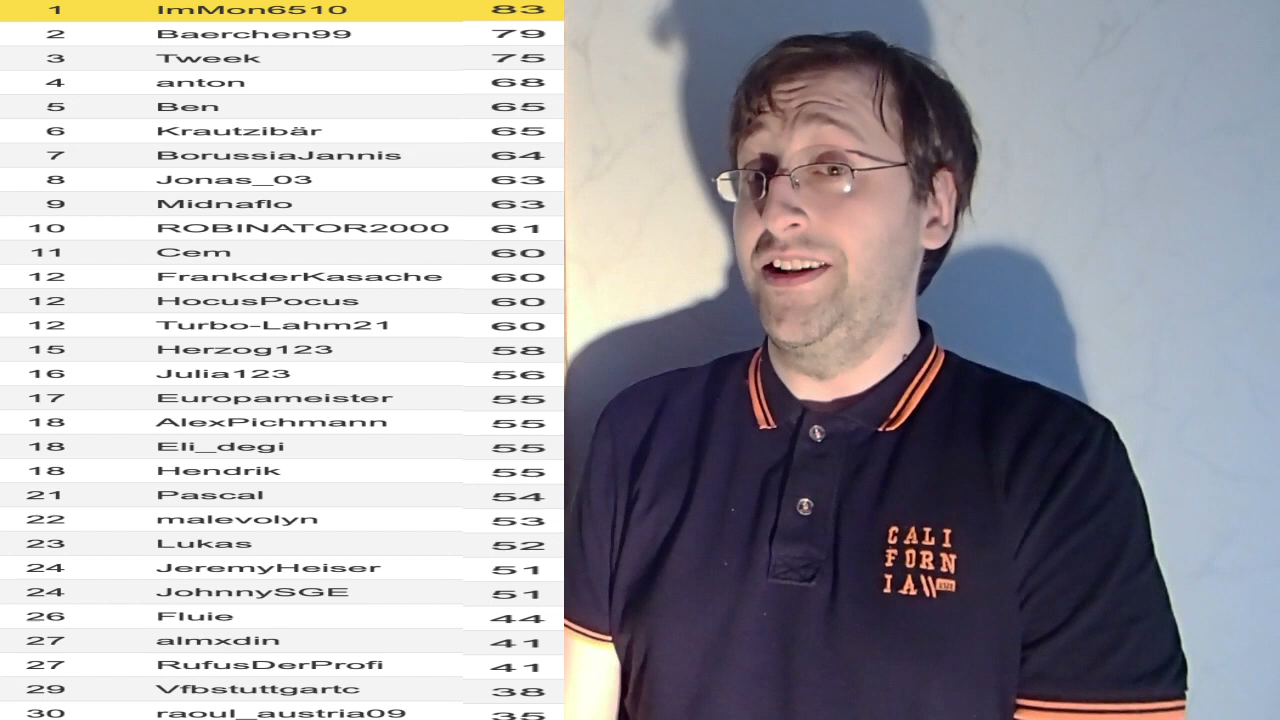 1 ImMon6510 83
2 Baerchen99 79
3 Tweek 75
4 anton 68
5 Ben 65
6 Krautzibär 65
7 BorussiaJannis 64
8 Jonas_03 63
9 Midnaflo 63
10 ROBINATOR2000 61
11 Cem 60
12 FrankderKasache 60
12 HocusPocus 60
12 Turbo-Lahm21 60
15 Herzog123 58
16 Julia123 56
17 Europameister 55
18 AlexPichmann 55
18 Eli_degi 55
18 Hendrik 55
21 Pascal 54
22 malevolyn 53
23 Lukas 52
24 JeremyHeiser 51
24 JohnnySGE 51
26 Fluie 44
27 almxdin 41
27 RufusDerProfi 41
29 Vfbstuttgartc 38
30 raoul_austria09 35
CALI
FORN
IA\\